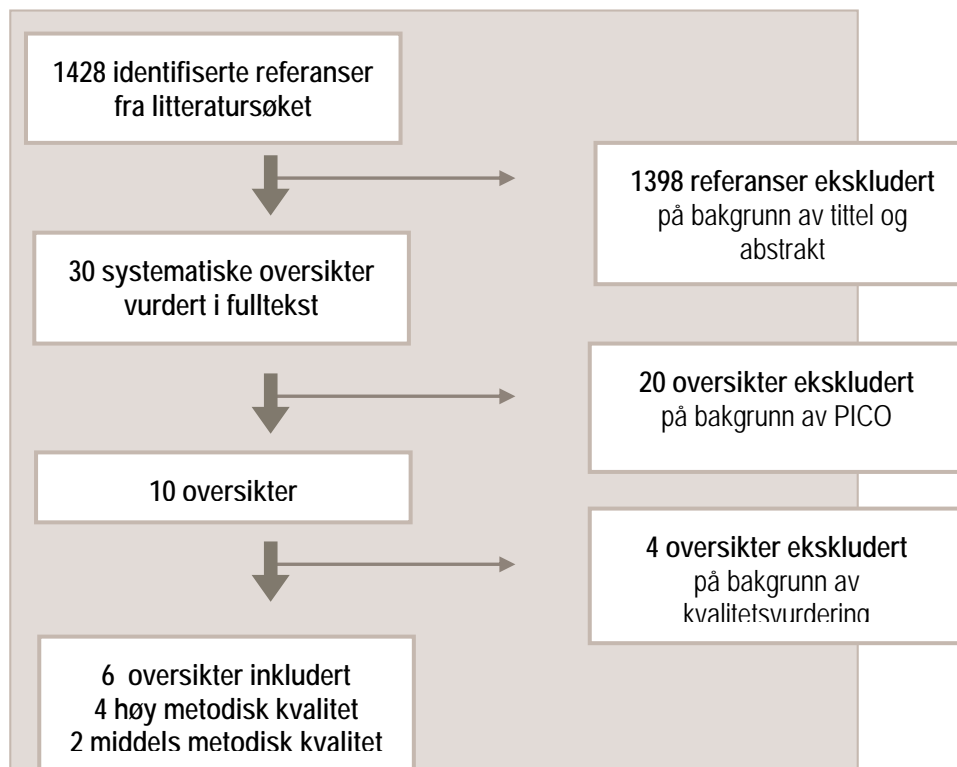 1428 identifiserte referanser
fra litteratursøket
1398 referanser ekskludert
på bakgrunn av tittel og
abstrakt
30 systematiske oversikter
vurdert i fulltekst
20 oversikter ekskludert
på bakgrunn av PICO
10 oversikter
4 oversikter ekskludert
på bakgrunn av
kvalitetsvurdering
6 oversikter inkludert
4 høy metodisk kvalitet
2 middels metodisk kvalitet